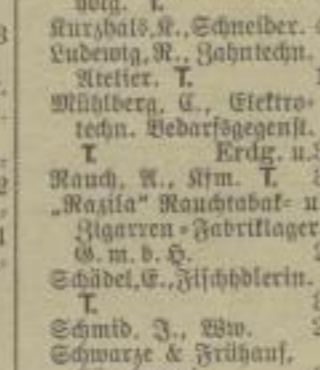 Kurzhals, K., Schneider.
Ludewig, R., Zahntechn.
Atelier. T.
Mühlberg, C., Elektro-
techn. Bedarfsgegenst.
T. Erdg. u.
Rauch, A., Kfm. T.
„Razila" Rauchtabak- u
Zigarren-Fabriklager
G. m. b. H.
Schädel, E., Fischhdlerin.
T.
Schmid, J., Ww.
Schwarze & Frühauf,